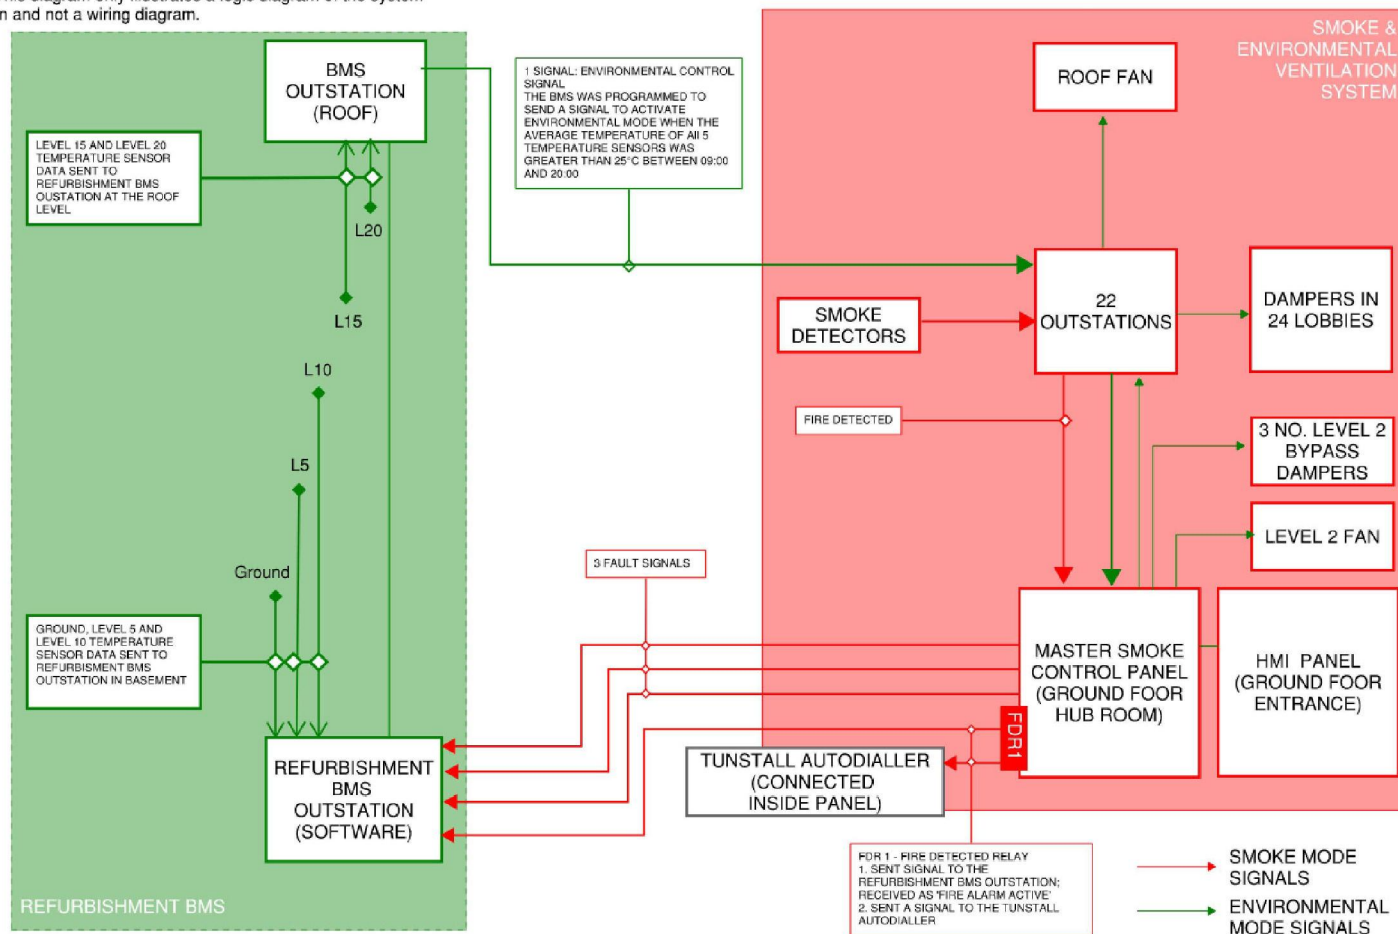 n and not a wiring diagram.
SMOKE &
ENVIRONMENTAL
VENTILATION
SYSTEM
BMS
OUTSTATION
(ROOF)
1 SIGNAL: ENVIRONMENTAL CONTROL
SIGNAL
THE BMS WAS PROGRAMMED TO
SEND A SIGNAL TO ACTIVATE
ENVIRONMENTAL MODE WHEN THE
AVERAGE TEMPERATURE OF All 5
TEMPERATURE SENSORS WAS
GREATER THAN 25°C BETWEEN 09:00
AND 20:00
ROOF FAN
LEVEL 15 AND LEVEL 20
TEMPERATURE SENSOR
DATA SENT TO
REFURBISHMENT BMS
OUSTATION AT THE ROOF
LEVEL
L20
L15
L10
L5
Ground
SMOKE
DETECTORS
22
OUTSTATIONS
DAMPERS IN
24 LOBBIES
FIRE DETECTED
3 NO. LEVEL 2
BYPASS
DAMPERS
LEVEL 2 FAN
3 FAULT SIGNALS
GROUND, LEVEL 5 AND
LEVEL 10 TEMPERATURE
SENSOR DATA SENT TO
REFURBISMENT BMS
OUTSTATION IN BASEMENT
MASTER SMOKE
CONTROL PANEL
(GROUND FOOR
HUB ROOM)
HMI PANEL
(GROUND FOOR
ENTRANCE)
FDR1
TUNSTALL AUTODIALLER
(CONNECTED
INSIDE PANEL)
REFURBISHMENT
BMS
OUTSTATION
(SOFTWARE)
FDR 1 - FIRE DETECTED RELAY
1. SENT SIGNAL TO THE
REFURBISHMENT BMS OUTSTATION;
RECEIVED AS 'FIRE ALARM ACTIVE'
2. SENT A SIGNAL TO THE TUNSTALL
AUTODIALLER
SMOKE MODE
SIGNALS
ENVIRONMENTAL
MODE SIGNALS
REFURBISHMENT BMS